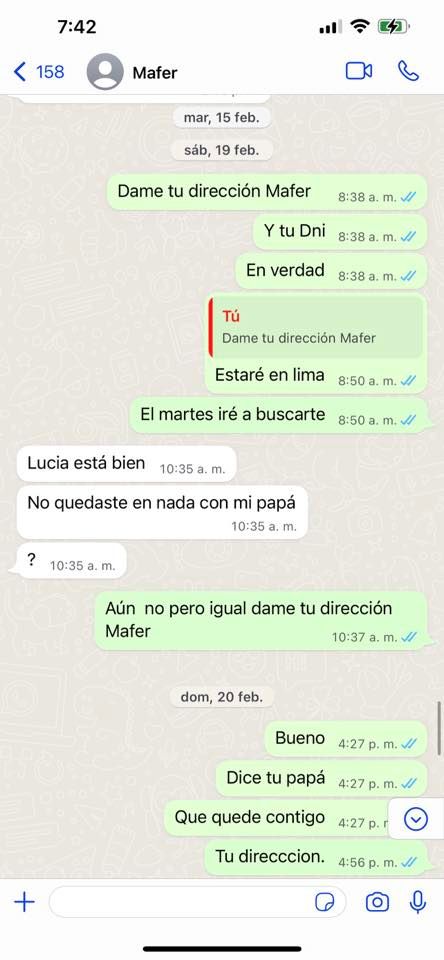 7:42
158
Mafer
mar, 15 feb.
sáb, 19 feb.
Dame tu dirección Mafer 8:38 a. m.
Y tu Dni 8:38 a. m.
En verdad 8:38 a. m.
Tú
Dame tu dirección Mafer
Estaré en lima 8:50 a. m.
El martes iré a buscarte 8:50 a. m.
Lucia está bien 10:35 a. m.
No quedaste en nada con mi papá
10:35 a. m.
? 10:35 a. m.
Aún no pero igual dame tu dirección
Mafer 10:37 a. m.
dom, 20 feb.
Bueno 4:27 p. m.
Dice tu papá 4:27 p. m.
Que quede contigo 4:27 p.
Tu direcccion. 4:56 p. m.